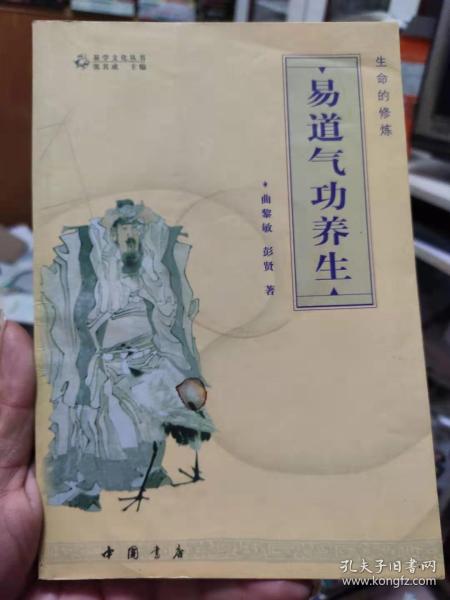 易学文化丛书
张其成 主编
生命的修炼
易道气功养生
曲黎敏 彭贤 著
中国书店
孔夫子旧书网
www.kongfz.com